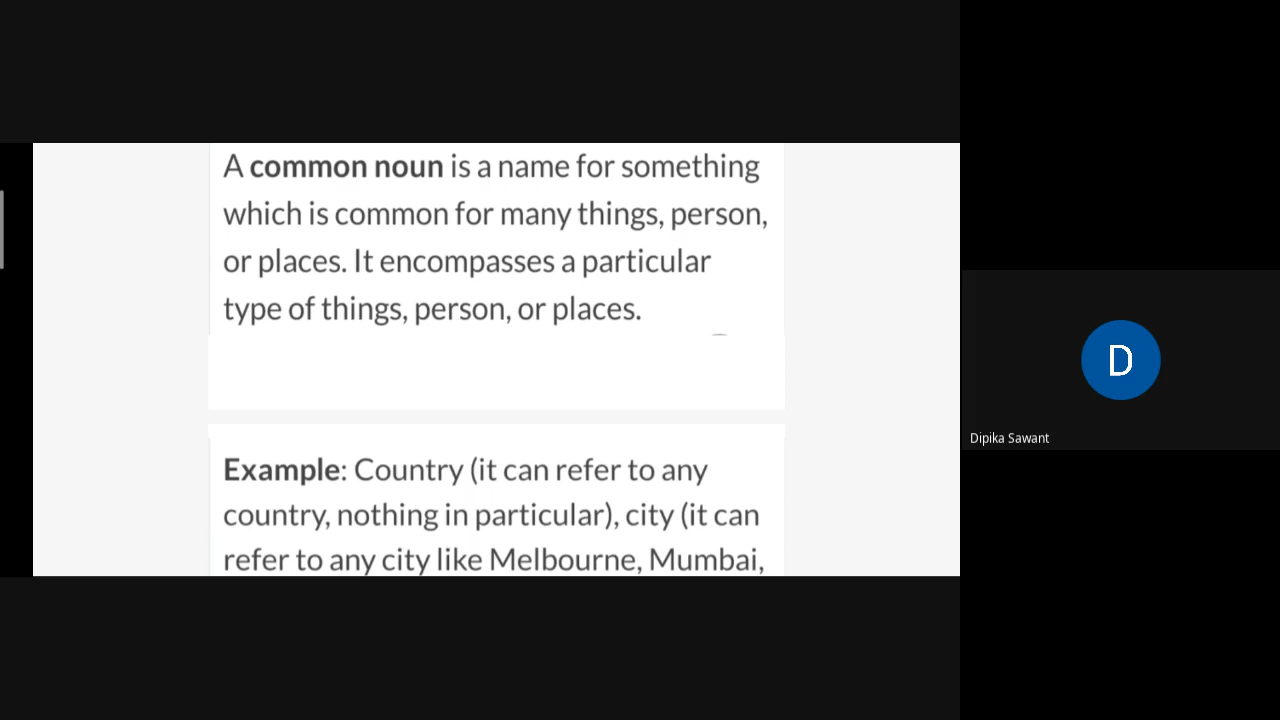 A common noun is a name for something
which is common for many things, person,
or places. It encompasses a particular
type of things, person, or places.
Example: Country (it can refer to any
country, nothing in particular), city (it can
refer to any city like Melbourne, Mumbai,
D
Dipika Sawant